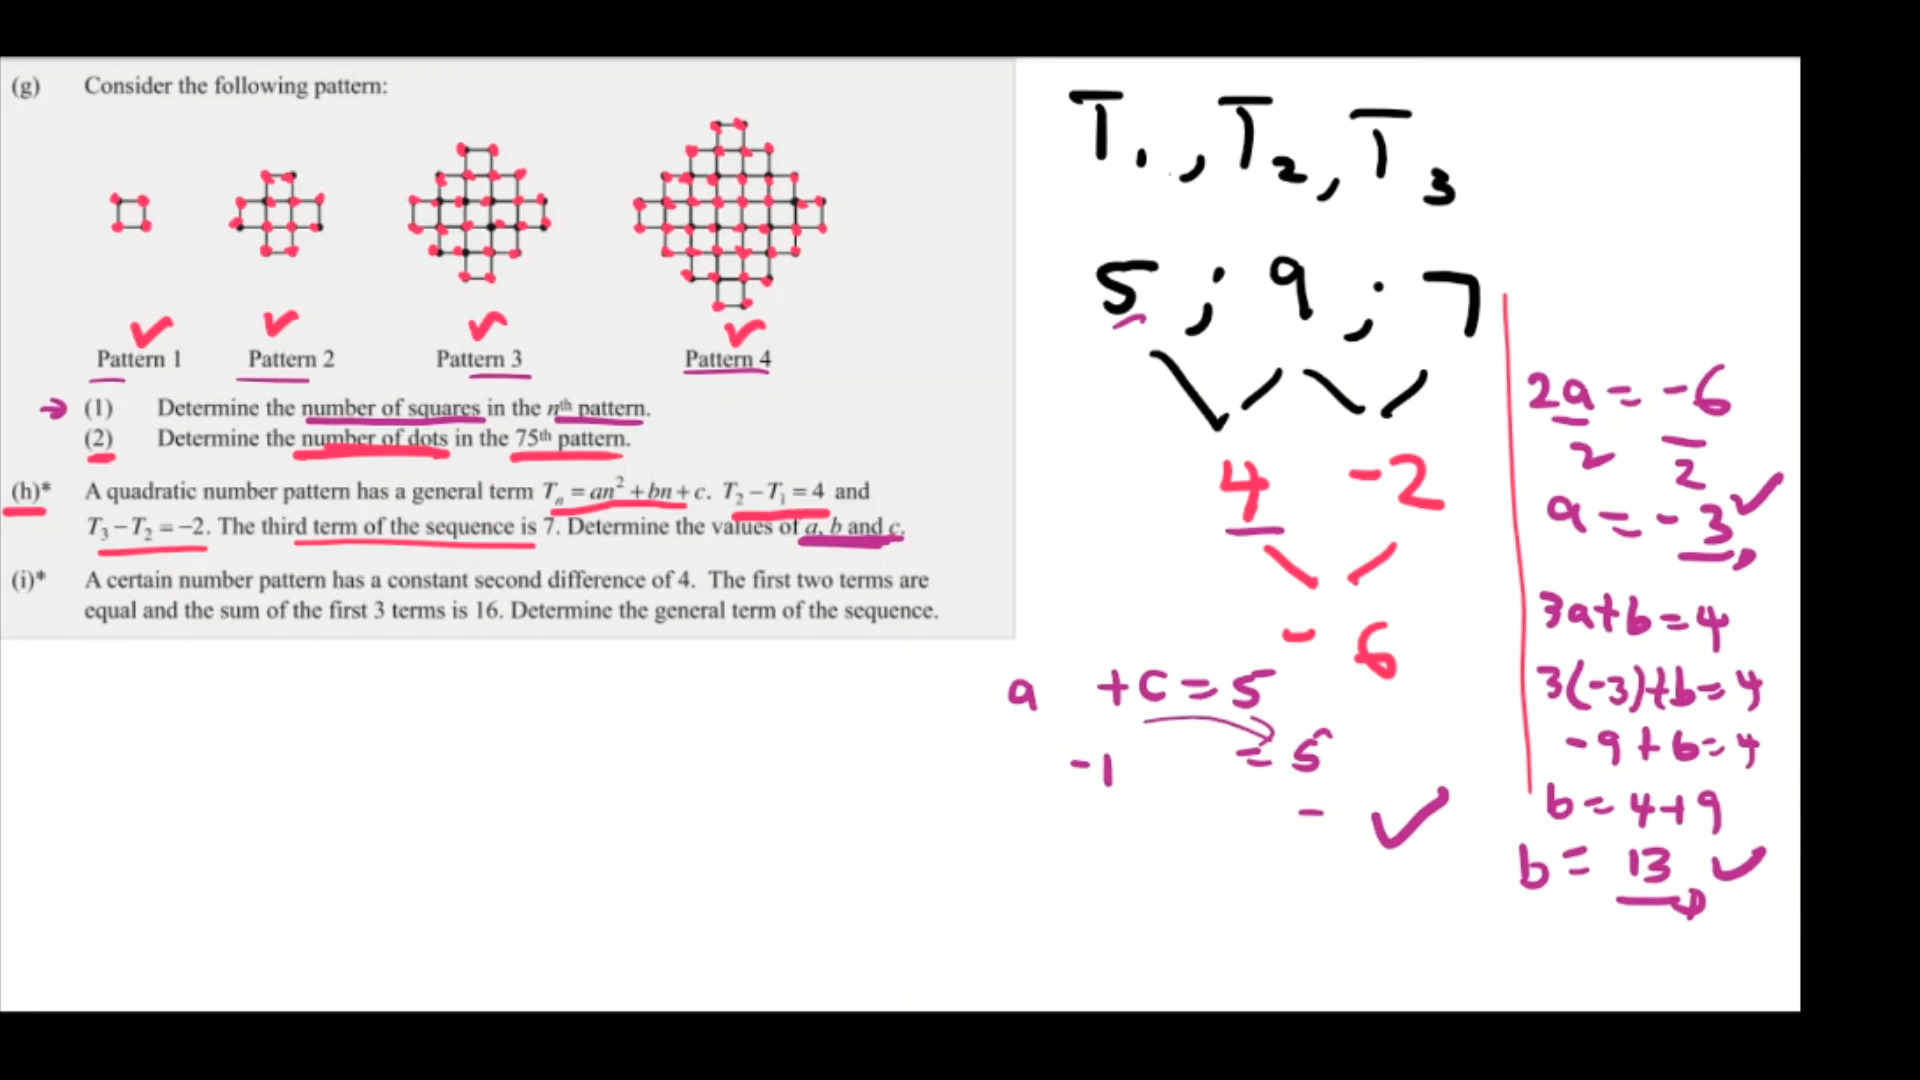 (g) Consider the following pattern:
Pattern 1 Pattern 2 Pattern 3 Pattern 4
(1) Determine the number of squares in the nᵗʰ pattern.
(2) Determine the number of dots in the 75ᵗʰ pattern.
(h)* A quadratic number pattern has a general term Tₙ = an² + bn + c. T₂ − T₁ = 4 and
T₃ − T₂ = −2. The third term of the sequence is 7. Determine the values of a, b and c.
(i)* A certain number pattern has a constant second difference of 4. The first two terms are
equal and the sum of the first 3 terms is 16. Determine the general term of the sequence.
T₁, T₂, T₃
5 ; 9 ; 7
4 -2
- 6
a +c = 5
-1 = 5
-
2a = -6
2 2
a = -3
3a+b=4
3(-3)+b=4
-9+b=4
b=4+9
b= 13